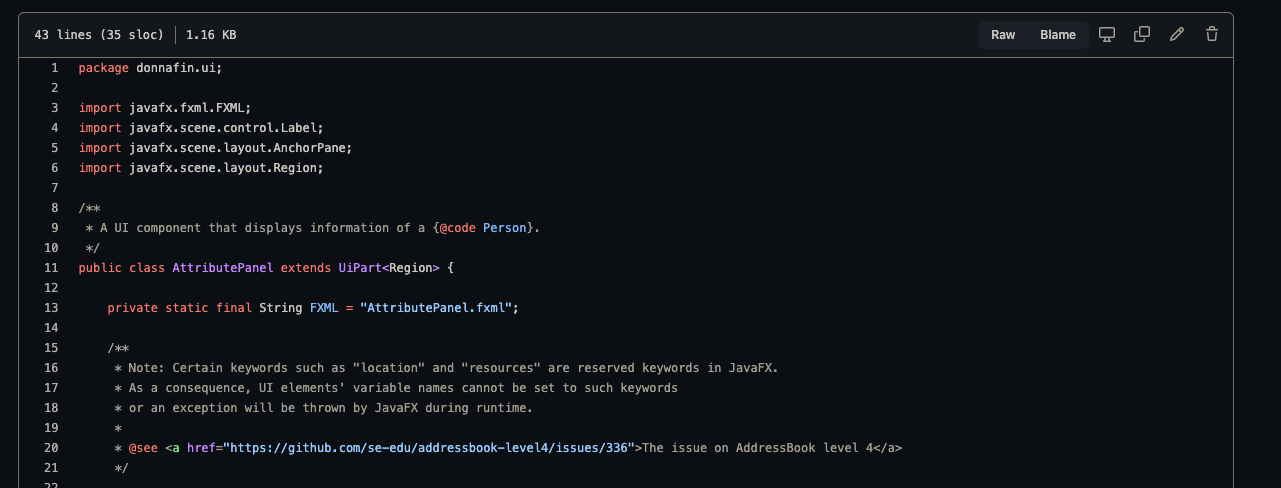 43 lines (35 sloc) 1.16 KB Raw Blame
1 package donnafin.ui;
2
3 import javafx.fxml.FXML;
4 import javafx.scene.control.Label;
5 import javafx.scene.layout.AnchorPane;
6 import javafx.scene.layout.Region;
7
8 /**
9 * A UI component that displays information of a {@code Person}.
10 */
11 public class AttributePanel extends UiPart<Region> {
12
13 private static final String FXML = "AttributePanel.fxml";
14
15 /**
16 * Note: Certain keywords such as "location" and "resources" are reserved keywords in JavaFX.
17 * As a consequence, UI elements' variable names cannot be set to such keywords
18 * or an exception will be thrown by JavaFX during runtime.
19 *
20 * @see <a href="https://github.com/se-edu/addressbook-level4/issues/336">The issue on AddressBook level 4</a>
21 */
22